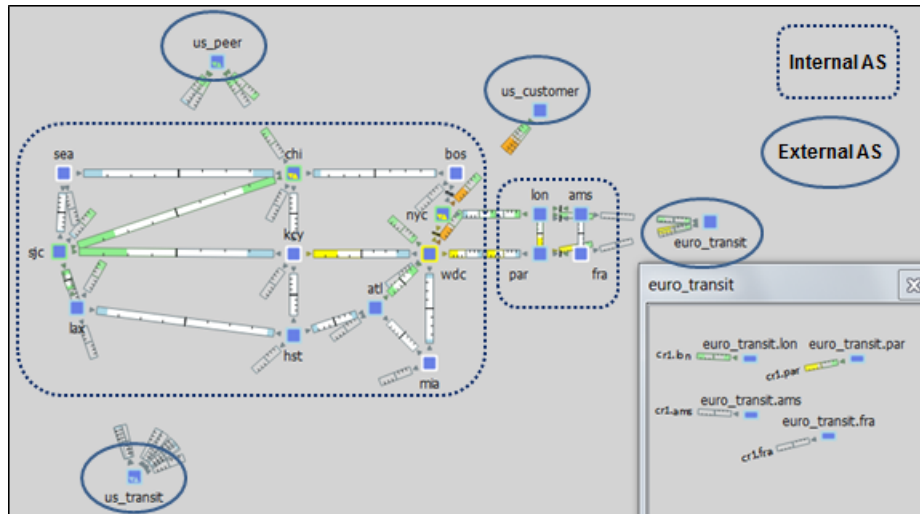 us_peer
Internal AS
us_customer
External AS
sea
chi
bos
lon
ams
nyc
sjc
kcy
wdc
par
fra
euro_transit
atl
lax
hst
mia
us_transit
euro_transit
euro_transit.lon
euro_transit.par
cr1.lon
cr1.par
euro_transit.ams
cr1.ams
euro_transit.fra
cr1.fra